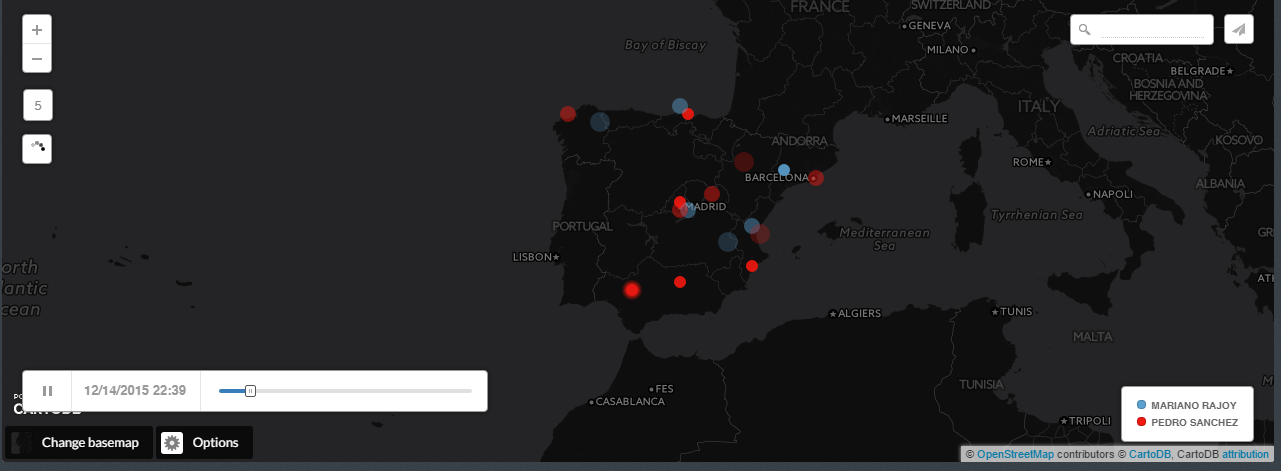 FRANCE
SWITZERLAND
GENEVA
MILANO
Bay of Biscay
CROATIA
BELGRADE
BOSNIA AND
HERZEGOVINA
5
ITALY
MARSEILLE
Adriatic Sea
ANDORRA
KOSOVO
ROME
BARCELONA
ALBANIA
NAPOLI
MADRID
Tyrrhenian Sea
PORTUGAL
Mediterranean
Sea
LISBON
orth
lantic
cean
ALGIERS
TUNIS
MALTA
12/14/2015 22:39
FES
TUNISIA
CASABLANCA
CARTODB
MARIANO RAJOY
PEDRO SANCHEZ
TRIPOLI
Change basemap
Options
© OpenStreetMap contributors © CartoDB, CartoDB attribution